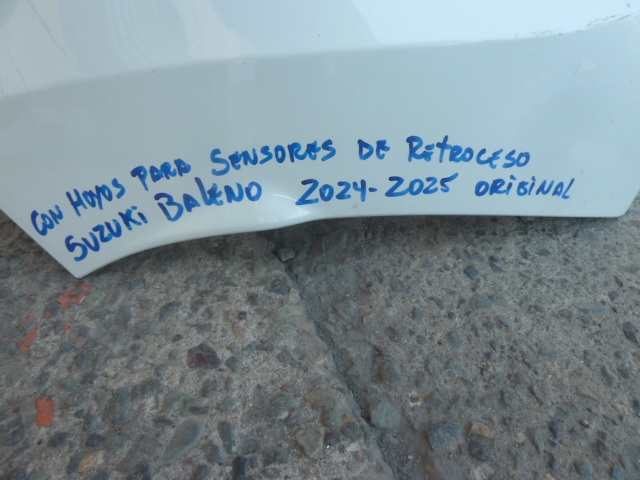 CON HOYOS PARA SENSORES DE RETROCESO
SUZUKI BALENO 2024-2025 ORIGINAL